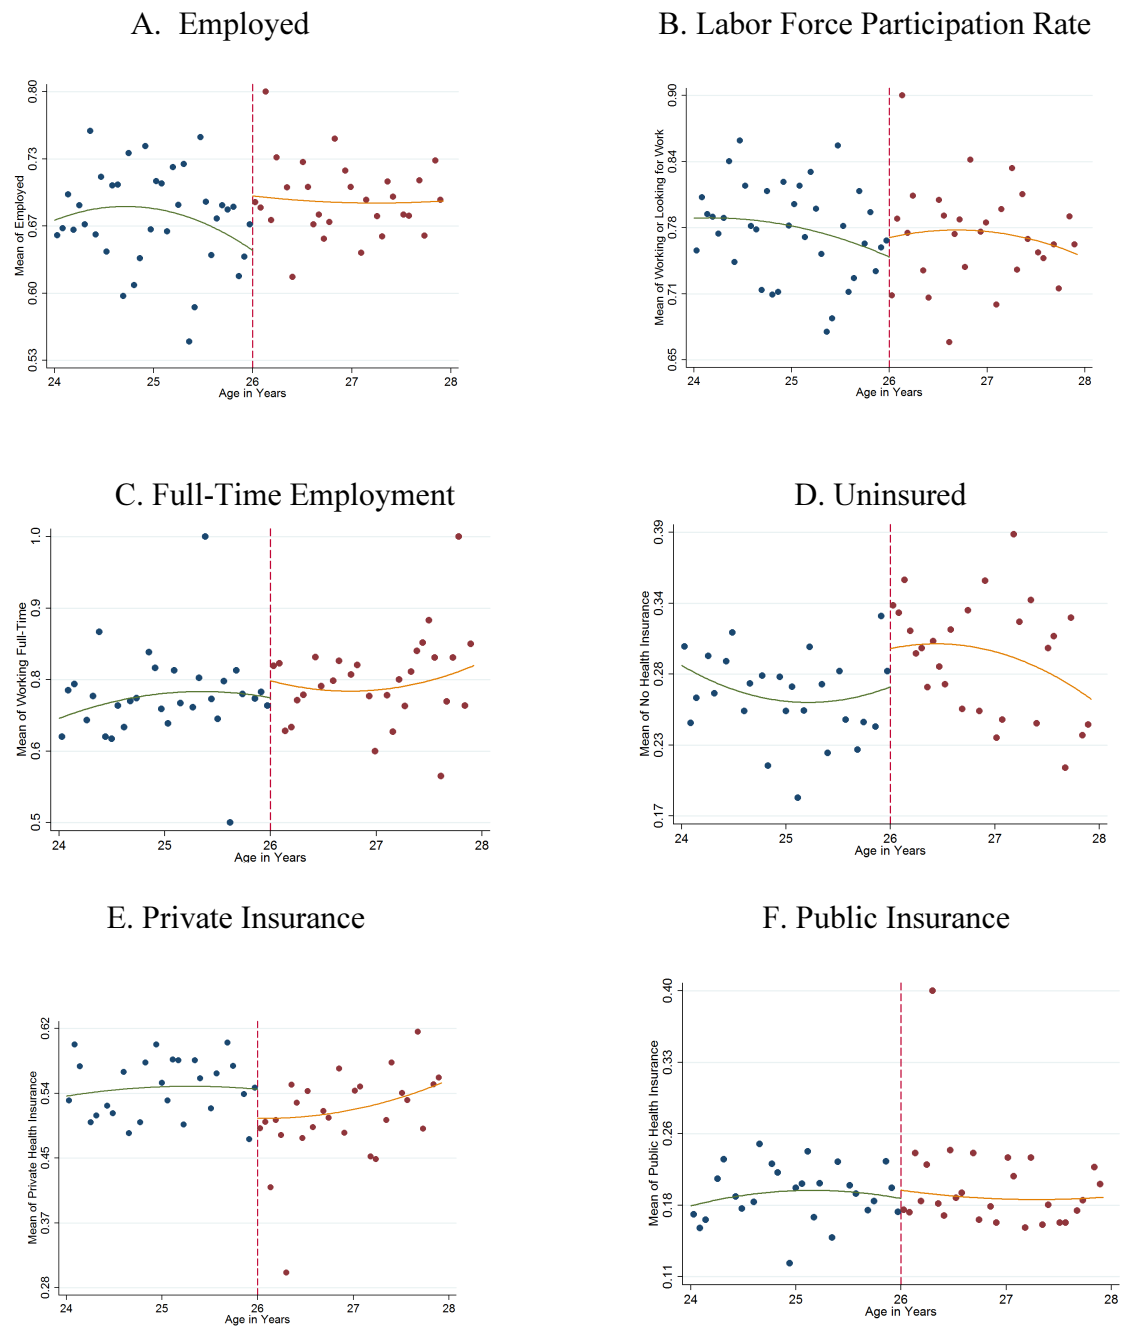 A. Employed
B. Labor Force Participation Rate
Mean of Employed
0.80
0.73
0.67
0.60
0.53
24 25 26 27 28
Age in Years
Mean of Working or Looking for Work
0.90
0.84
0.78
0.71
0.65
24 25 26 27 28
Age in Years
C. Full-Time Employment
D. Uninsured
Mean of Working Full-Time
1.0
0.9
0.8
0.6
0.5
24 25 26 27 28
Age in Years
Mean of No Health Insurance
0.39
0.34
0.28
0.23
0.17
24 25 26 27 28
Age in Years
E. Private Insurance
F. Public Insurance
Mean of Private Health Insurance
0.62
0.54
0.45
0.37
0.28
24 25 26 27 28
Age in Years
Mean of Public Health Insurance
0.40
0.33
0.26
0.18
0.11
24 25 26 27 28
Age in Years